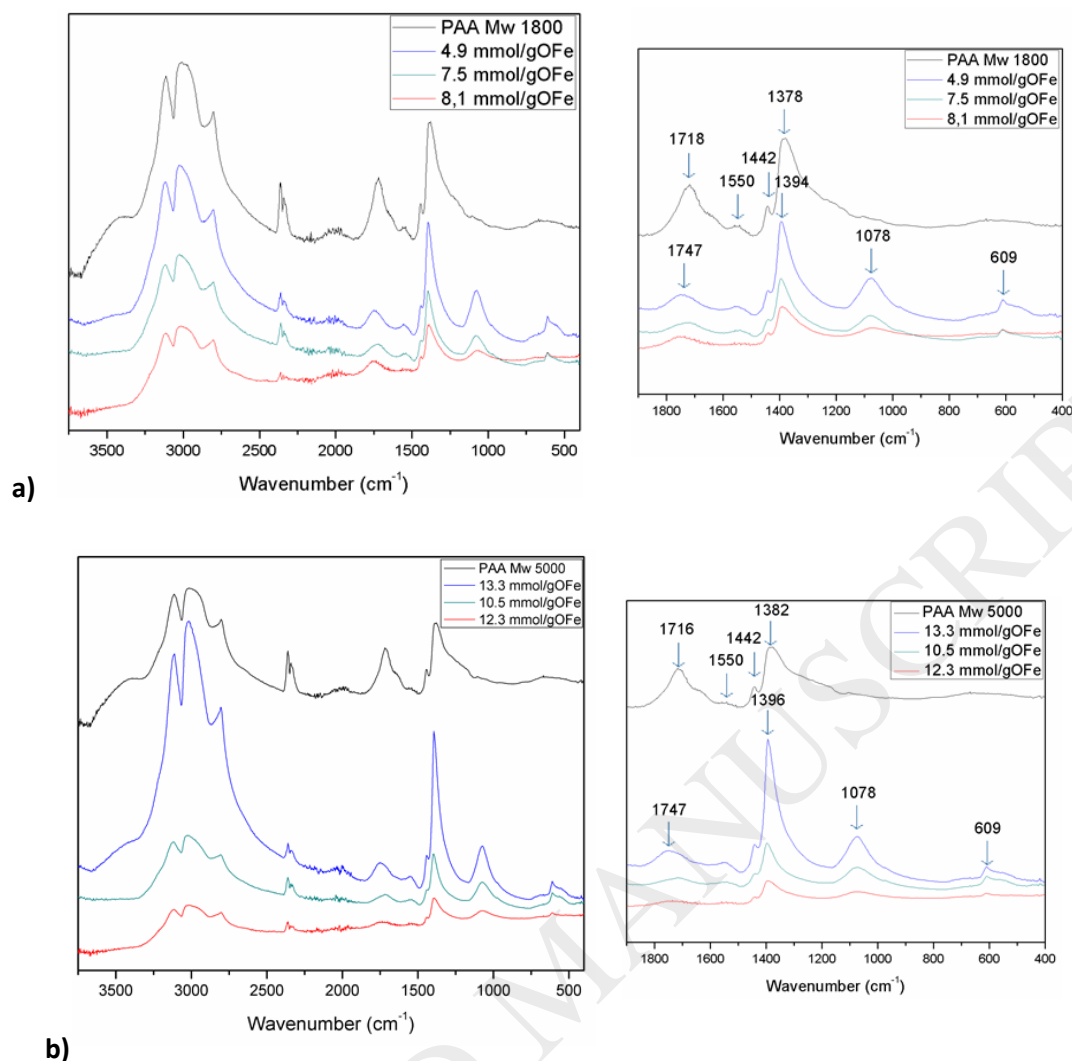 PAA Mw 1800
4.9 mmol/gOFe
7.5 mmol/gOFe
8,1 mmol/gOFe
3500 3000 2500 2000 1500 1000 500
Wavenumber (cm-1)
a)
PAA Mw 1800
4.9 mmol/gOFe
7.5 mmol/gOFe
8,1 mmol/gOFe
1378
1718
1442
1550
1394
1747
1078
609
1800 1600 1400 1200 1000 800 600 400
Wavenumber (cm-1)
PAA Mw 5000
13.3 mmol/gOFe
10.5 mmol/gOFe
12.3 mmol/gOFe
3500 3000 2500 2000 1500 1000 500
Wavenumber (cm-1)
b)
PAA Mw 5000
13.3 mmol/gOFe
10.5 mmol/gOFe
12.3 mmol/gOFe
1382
1716
1442
1550
1396
1747
1078
609
1800 1600 1400 1200 1000 800 600 400
Wavenumber (cm-1)
D MANUSCRIP